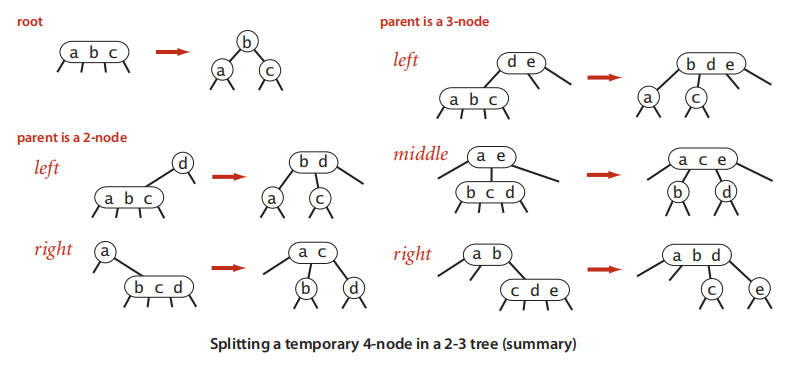 root
a b c
b
a
c
parent is a 2-node
left
d
a b c
b d
a
c
right
a
b c d
a c
b
d
parent is a 3-node
left
d e
a b c
b d e
a
c
middle
a e
b c d
a c e
b
d
right
a b
c d e
a b d
c
e
Splitting a temporary 4-node in a 2-3 tree (summary)